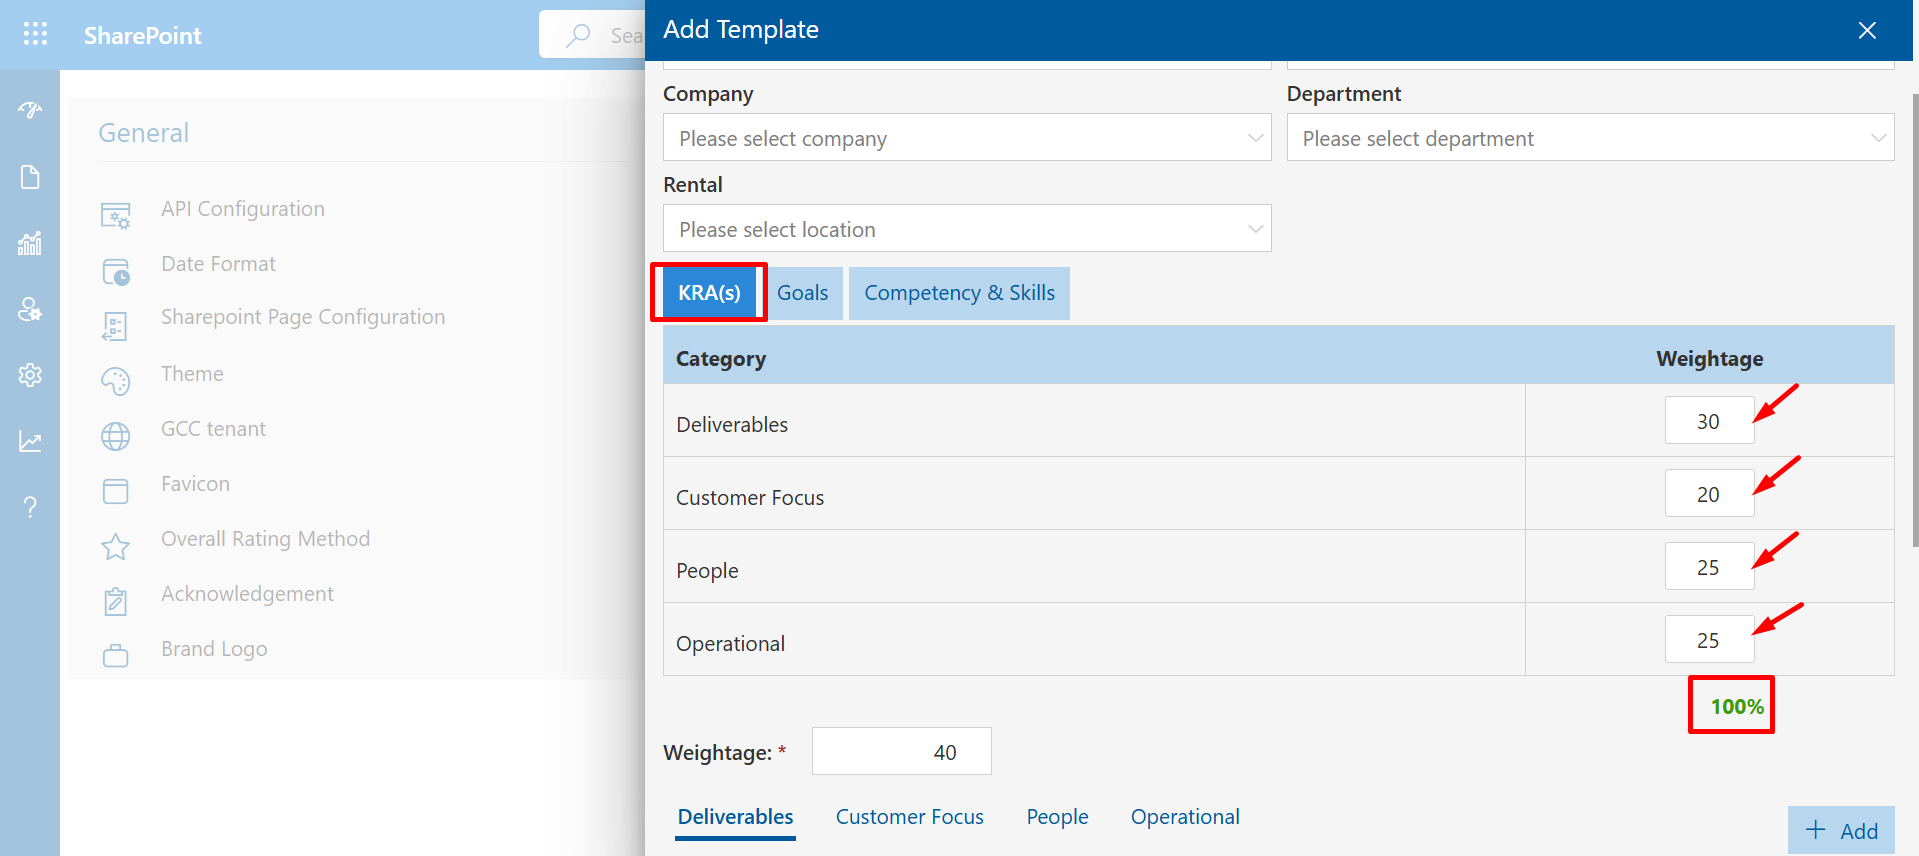 SharePoint
Sea
General
API Configuration
Date Format
Sharepoint Page Configuration
Theme
GCC tenant
Favicon
Overall Rating Method
Acknowledgement
Brand Logo
Add Template
Company Department
Please select company Please select department
Rental
Please select location
KRA(s) Goals Competency & Skills
Category Weightage
Deliverables 30
Customer Focus 20
People 25
Operational 25
100%
Weightage: * 40
Deliverables Customer Focus People Operational
+ Add